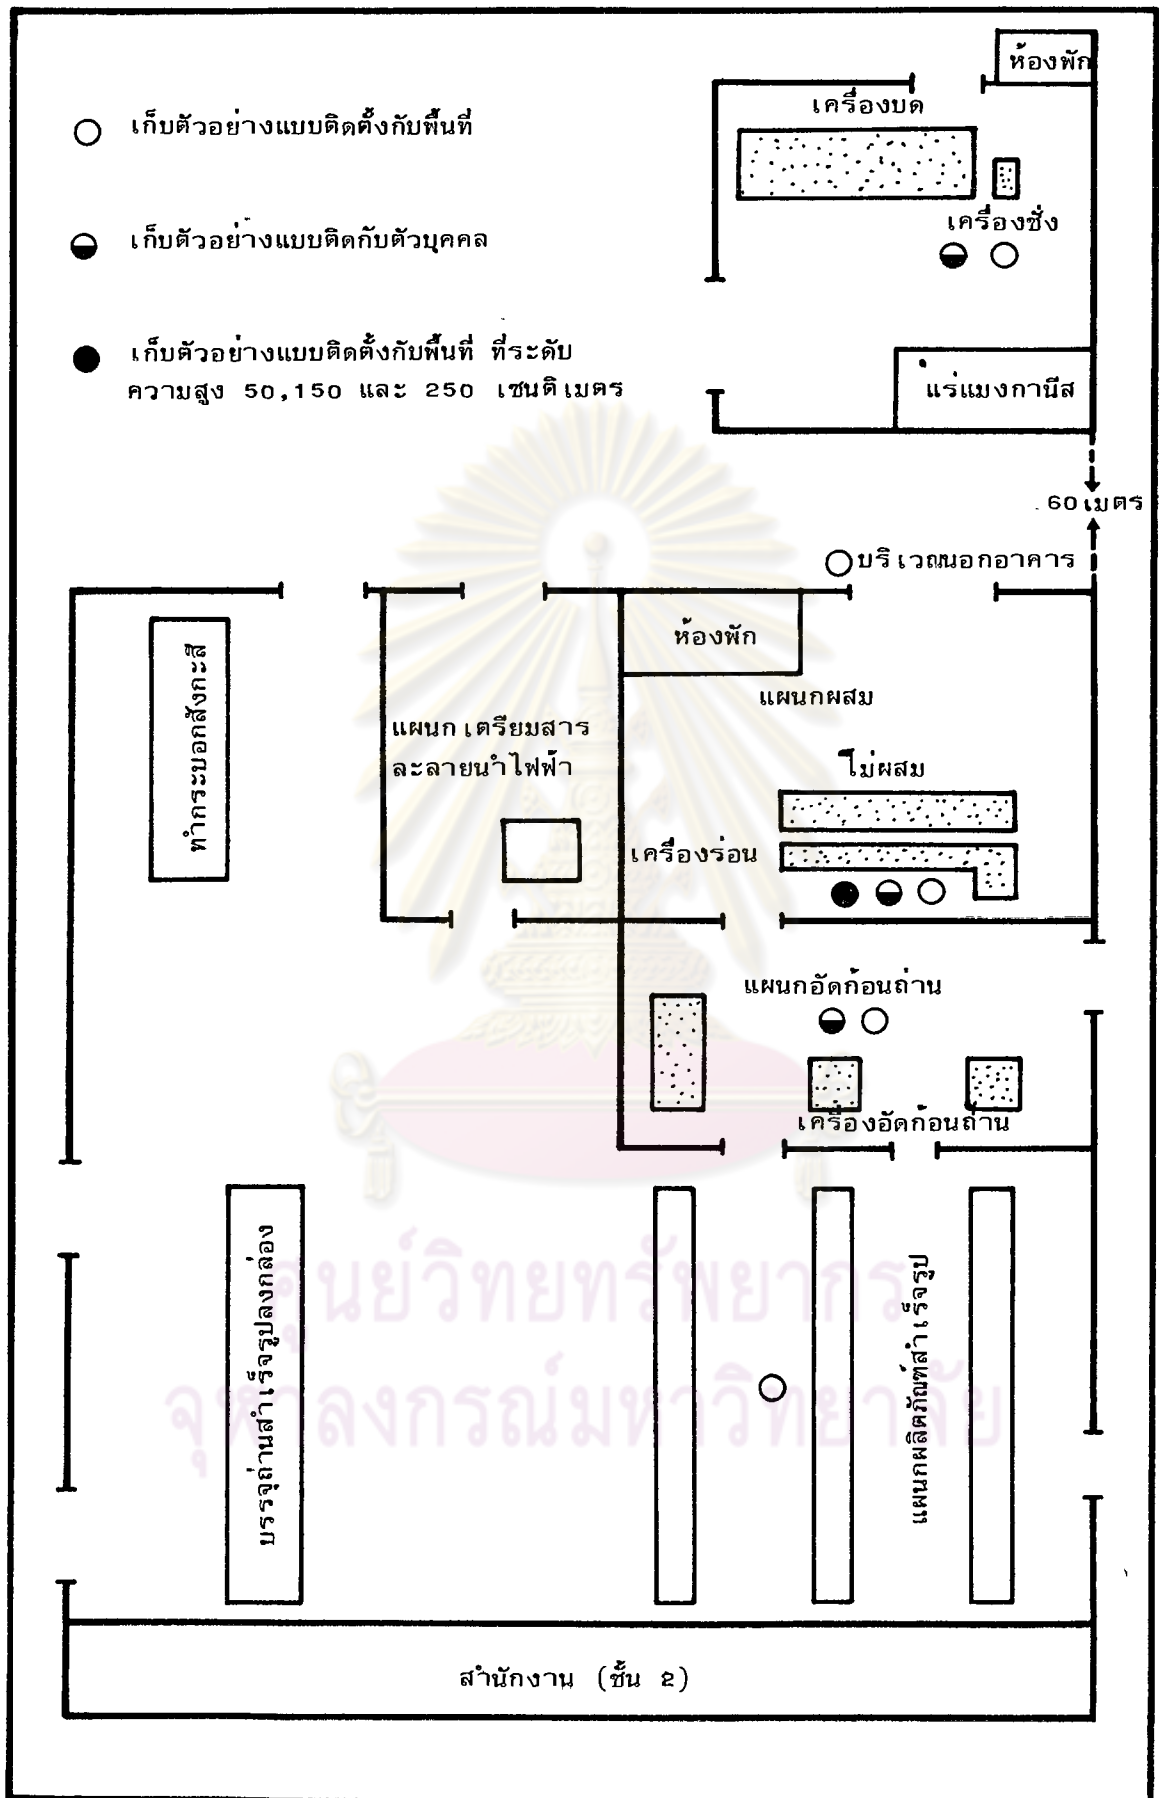 ห้องพัก
เครื่องบด
เก็บตัวอย่างแบบติดตั้งกับพื้นที่
เครื่องชั่ง
เก็บตัวอย่างแบบติดกับตัวบุคคล
เก็บตัวอย่างแบบติดตั้งกับพื้นที่ ที่ระดับ
ความสูง 50,150 และ 250 เซนติเมตร
แร่แมงกานีส
60 เมตร
บริเวณนอกอาคาร
ห้องพัก
ทำกระบอกสังกะสี
แผนกผสม
แผนกเตรียมสาร
ละลายนำไฟฟ้า
โม่ผสม
เครื่องร่อน
แผนกอัดก้อนถ่าน
เครื่องอัดก้อนถ่าน
บรรจุถ่านสำเร็จรูปลงกล่อง
แผนกผลิตภัณฑ์สำเร็จรูป
ศูนย์วิทยทรัพยากร
จุฬาลงกรณ์มหาวิทยาลัย
สำนักงาน (ชั้น ๒)